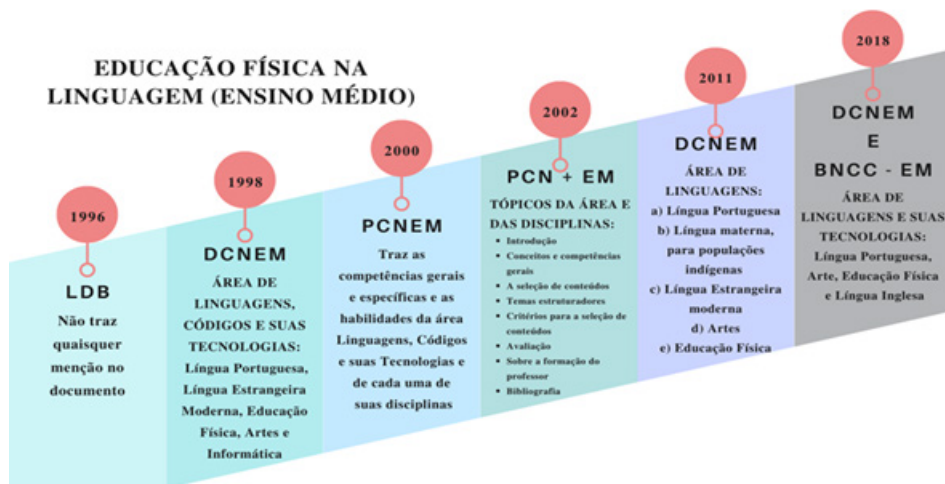 EDUCAÇÃO FÍSICA NA
LINGUAGEM (ENSINO MÉDIO)
1996
LDB
Não traz
quaisquer
menção no
documento
1998
DCNEM
ÁREA DE
LINGUAGENS,
CÓDIGOS E SUAS
TECNOLOGIAS:
Língua Portuguesa,
Língua Estrangeira
Moderna, Educação
Física, Artes e
Informática
2000
PCNEM
Traz as
competências gerais
e específicas e as
habilidades da área
Linguagens, Códigos
e suas Tecnologias e
de cada uma de
suas disciplinas
2002
PCN + EM
TÓPICOS DA ÁREA E
DAS DISCIPLINAS:
▪ Introdução
▪ Conceitos e competências
gerais
▪ A seleção de conteúdos
▪ Temas estruturadores
▪ Critérios para a seleção de
conteúdos
▪ Avaliação
▪ Sobre a formação do
professor
▪ Bibliografia
2011
DCNEM
ÁREA DE
LINGUAGENS:
a) Língua Portuguesa
b) Língua materna,
para populações
indígenas
c) Língua Estrangeira
moderna
d) Artes
e) Educação Física
2018
DCNEM
E
BNCC - EM
ÁREA DE
LINGUAGENS E SUAS
TECNOLOGIAS:
Língua Portuguesa,
Arte, Educação Física
e Língua Inglesa